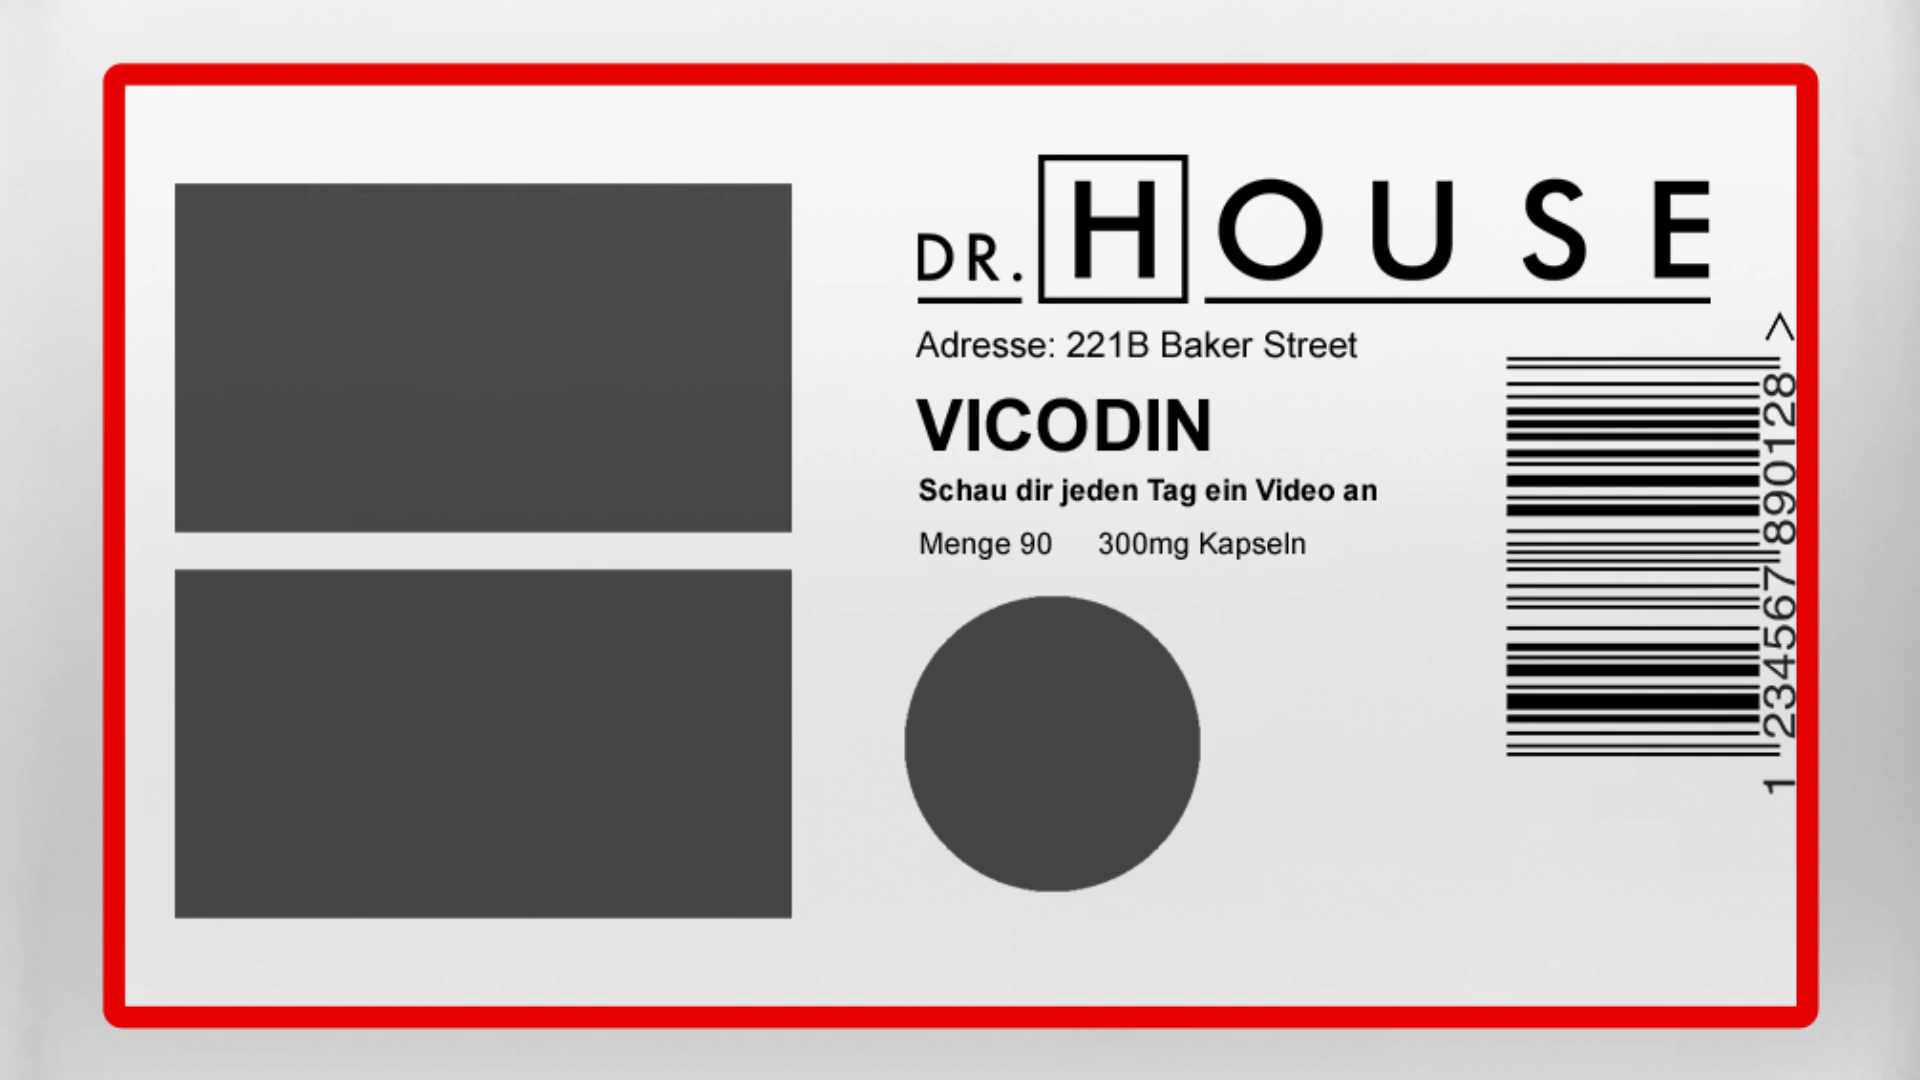 DR. HOUSE
Adresse: 221B Baker Street
VICODIN
Schau dir jeden Tag ein Video an
Menge 90 300mg Kapseln
1 234567 890128 >